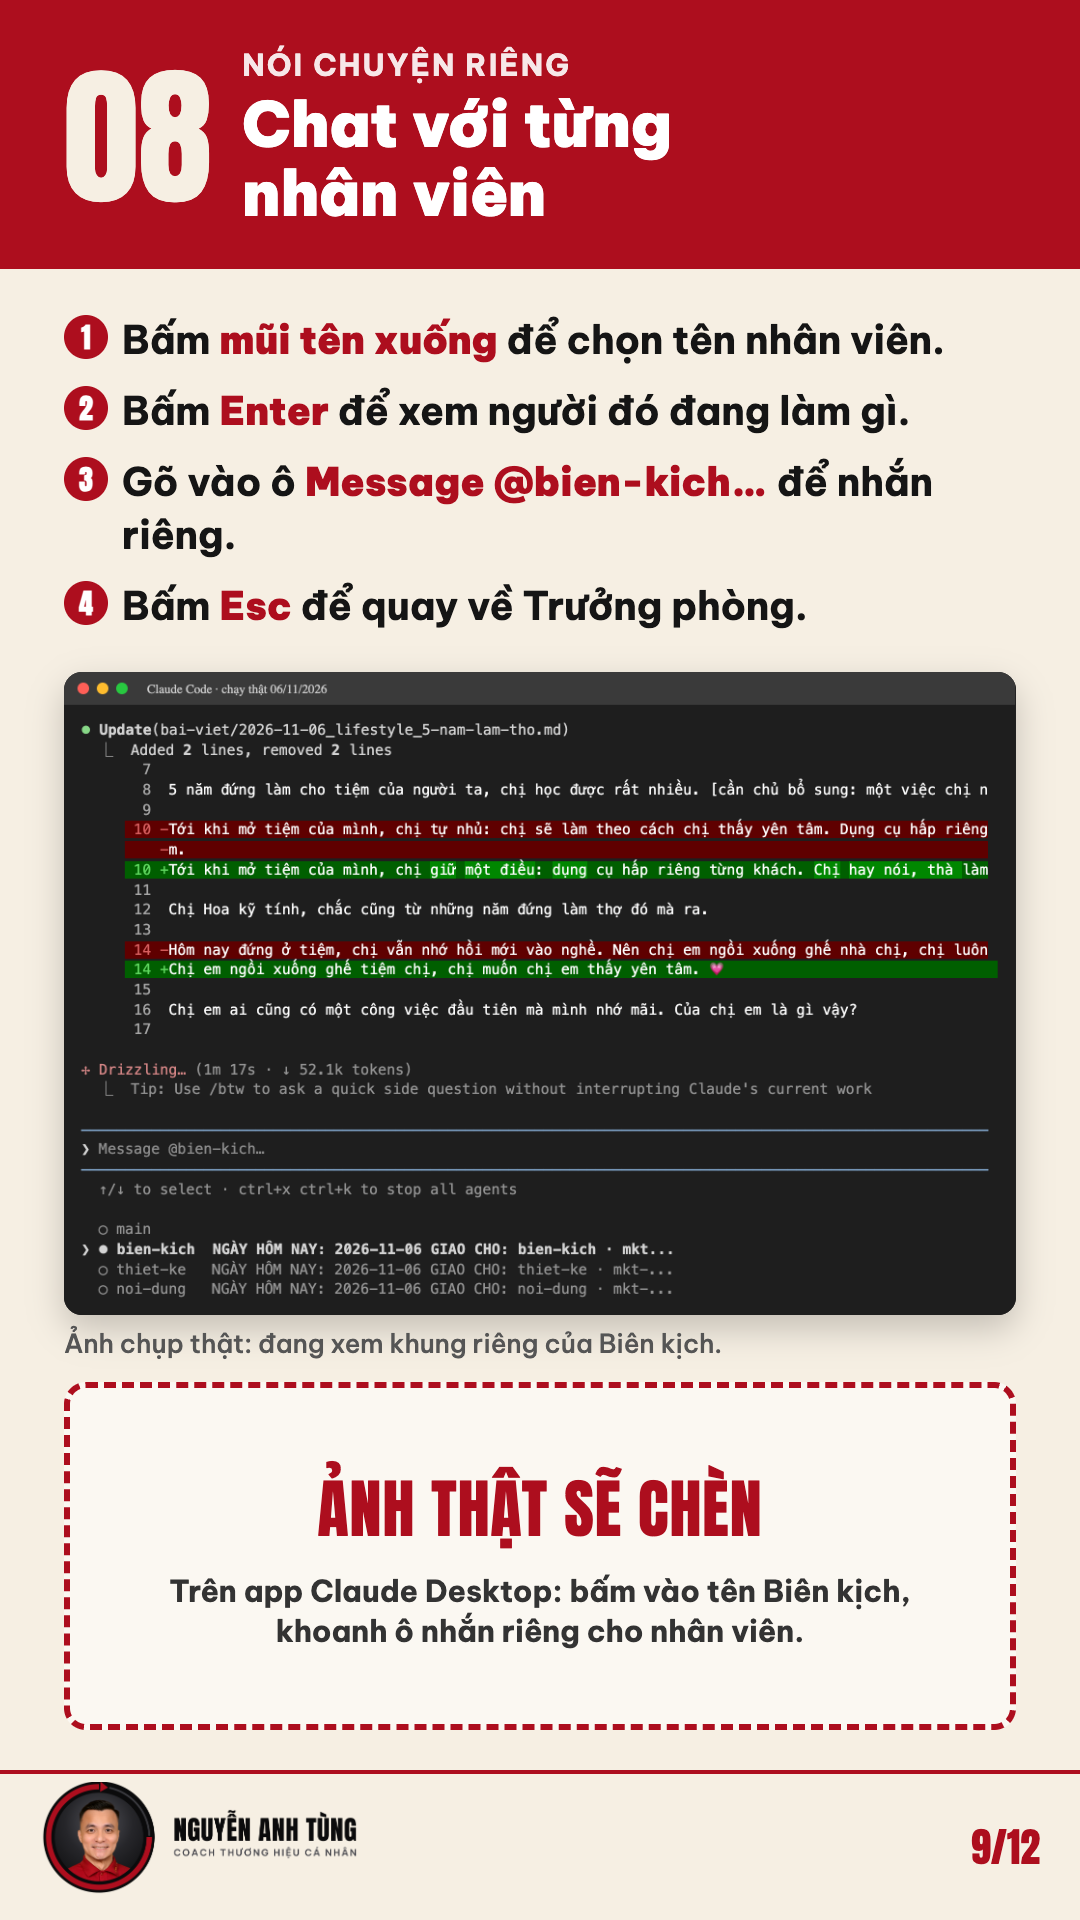 08
NÓI CHUYỆN RIÊNG
Chat với từng
nhân viên
1 Bấm mũi tên xuống để chọn tên nhân viên.
2 Bấm Enter để xem người đó đang làm gì.
3 Gõ vào ô Message @bien-kich... để nhắn
riêng.
4 Bấm Esc để quay về Trưởng phòng.
Claude Code · chạy thật 06/11/2026
● Update(bai-viet/2026-11-06_lifestyle_5-nam-lam-tho.md)
⎿ Added 2 lines, removed 2 lines
7
8 5 năm đứng làm cho tiệm của người ta, chị học được rất nhiều. [cần chủ bổ sung: một việc chị n
9
10 -Tới khi mở tiệm của mình, chị tự nhủ: chị sẽ làm theo cách chị thấy yên tâm. Dụng cụ hấp riêng
-m.
10 +Tới khi mở tiệm của mình, chị giữ một điều: dụng cụ hấp riêng từng khách. Chị hay nói, thà làm
11
12 Chị Hoa kỹ tính, chắc cũng từ những năm đứng làm thợ đó mà ra.
13
14 -Hôm nay đứng ở tiệm, chị vẫn nhớ hồi mới vào nghề. Nên chị em ngồi xuống ghế nhà chị, chị luôn
14 +Chị em ngồi xuống ghế tiệm chị, chị muốn chị em thấy yên tâm. 💗
15
16 Chị em ai cũng có một công việc đầu tiên mà mình nhớ mãi. Của chị em là gì vậy?
17
✢ Drizzling… (1m 17s · ↓ 52.1k tokens)
⎿ Tip: Use /btw to ask a quick side question without interrupting Claude's current work
❯ Message @bien-kich…
↑/↓ to select · ctrl+x ctrl+k to stop all agents
○ main
❯ ● bien-kich NGÀY HÔM NAY: 2026-11-06 GIAO CHO: bien-kich · mkt...
○ thiet-ke NGÀY HÔM NAY: 2026-11-06 GIAO CHO: thiet-ke · mkt-...
○ noi-dung NGÀY HÔM NAY: 2026-11-06 GIAO CHO: noi-dung · mkt-...
Ảnh chụp thật: đang xem khung riêng của Biên kịch.
ẢNH THẬT SẼ CHÈN
Trên app Claude Desktop: bấm vào tên Biên kịch,
khoanh ô nhắn riêng cho nhân viên.
NGUYỄN ANH TÙNG
COACH THƯƠNG HIỆU CÁ NHÂN
9/12